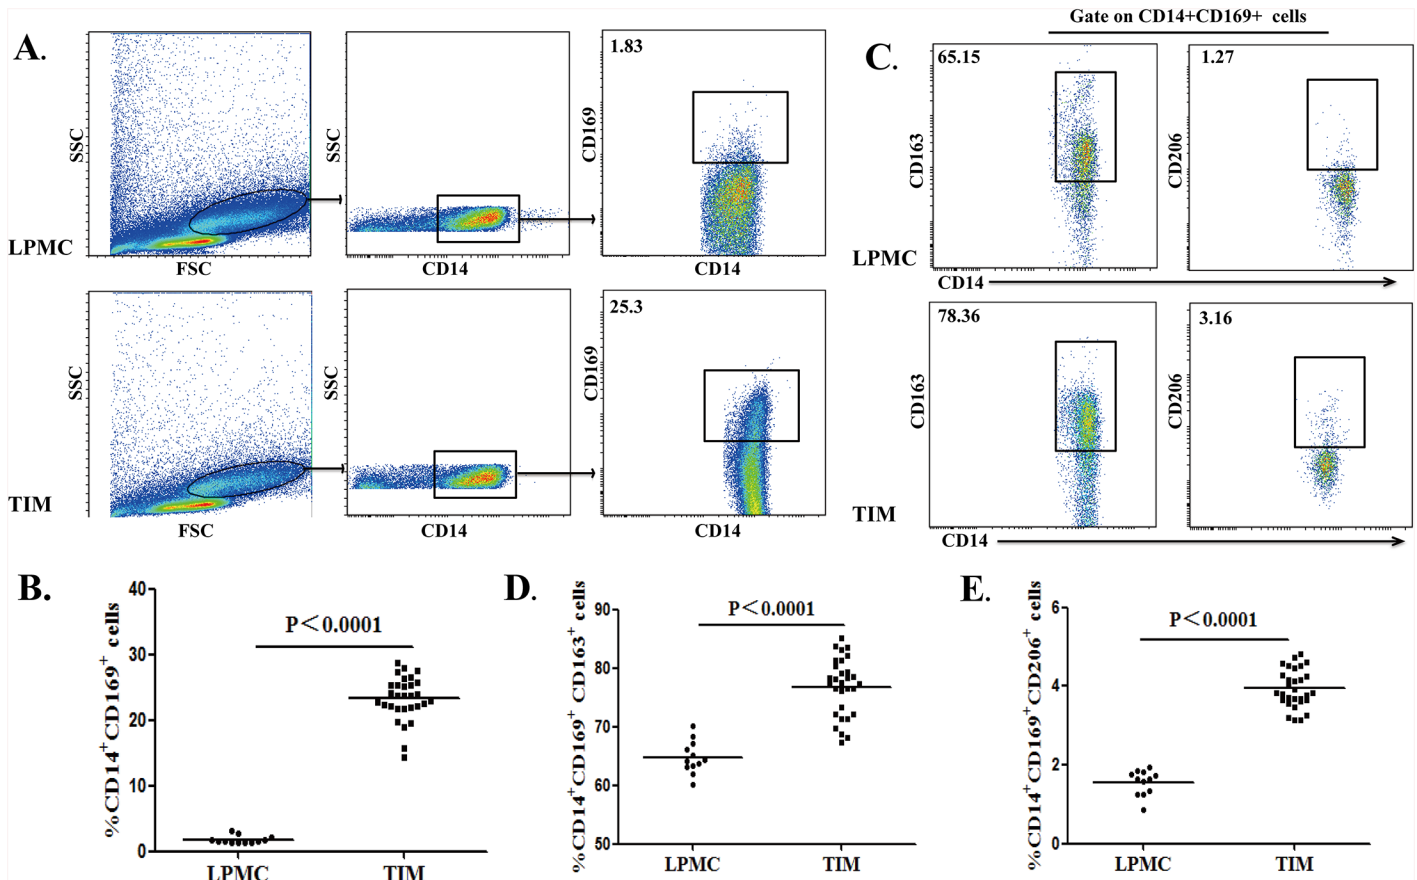 A.
SSC
FSC
SSC
CD14
1.83
CD169
CD14
LPMC
SSC
FSC
SSC
CD14
25.3
CD169
CD14
TIM
Gate on CD14+CD169+ cells
C.
65.15
CD163
1.27
CD206
LPMC
CD14
78.36
CD163
3.16
CD206
TIM
CD14
B.
%CD14+CD169+ cells
40
30
20
10
0
P<0.0001
LPMC
TIM
D.
%CD14+CD169+ CD163+ cells
90
80
70
60
50
P<0.0001
LPMC
TIM
E.
%CD14+CD169+CD206+ cells
6
4
2
0
P<0.0001
LPMC
TIM